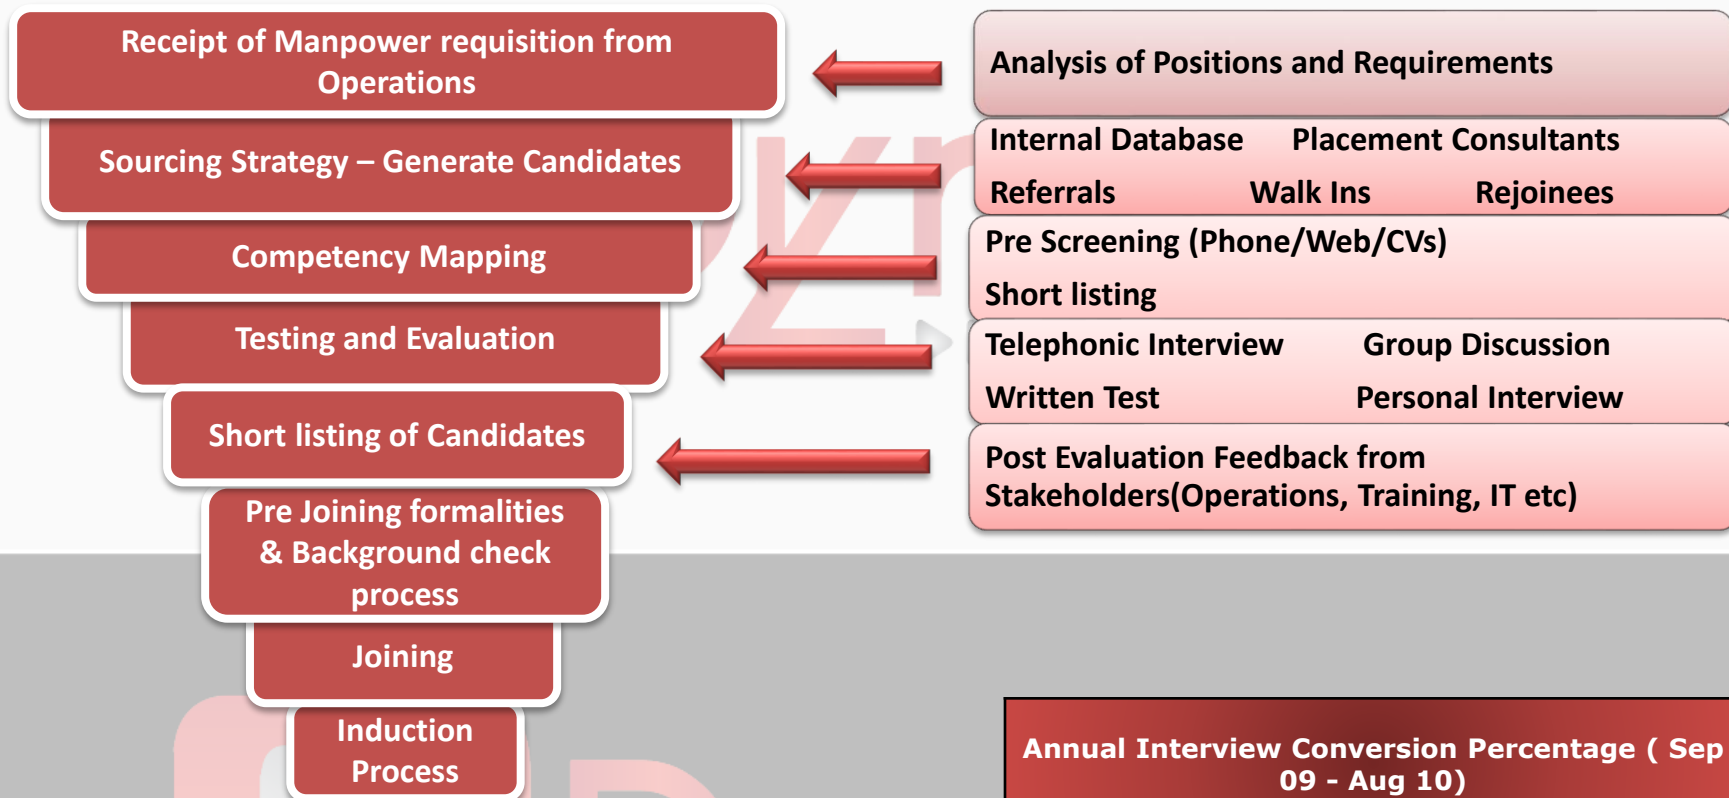 Receipt of Manpower requisition from
Operations
Analysis of Positions and Requirements
Sourcing Strategy – Generate Candidates
Internal Database Placement Consultants
Referrals Walk Ins Rejoinees
Competency Mapping
Pre Screening (Phone/Web/CVs)
Short listing
Testing and Evaluation
Telephonic Interview Group Discussion
Written Test Personal Interview
Short listing of Candidates
Post Evaluation Feedback from
Stakeholders(Operations, Training, IT etc)
Pre Joining formalities
& Background check
process
Joining
Induction
Process
Annual Interview Conversion Percentage ( Sep
09 - Aug 10)